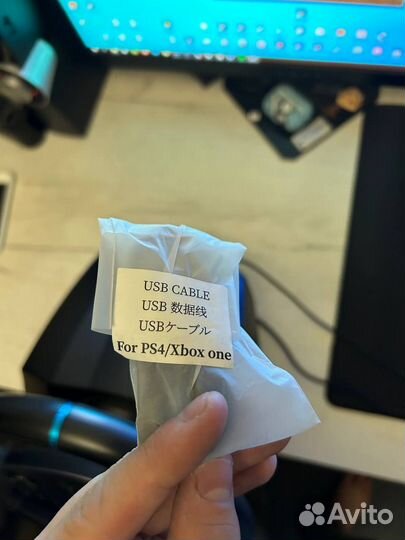 USB CABLE
USB 数据线
USBケーブル
For PS4/Xbox one
Avito